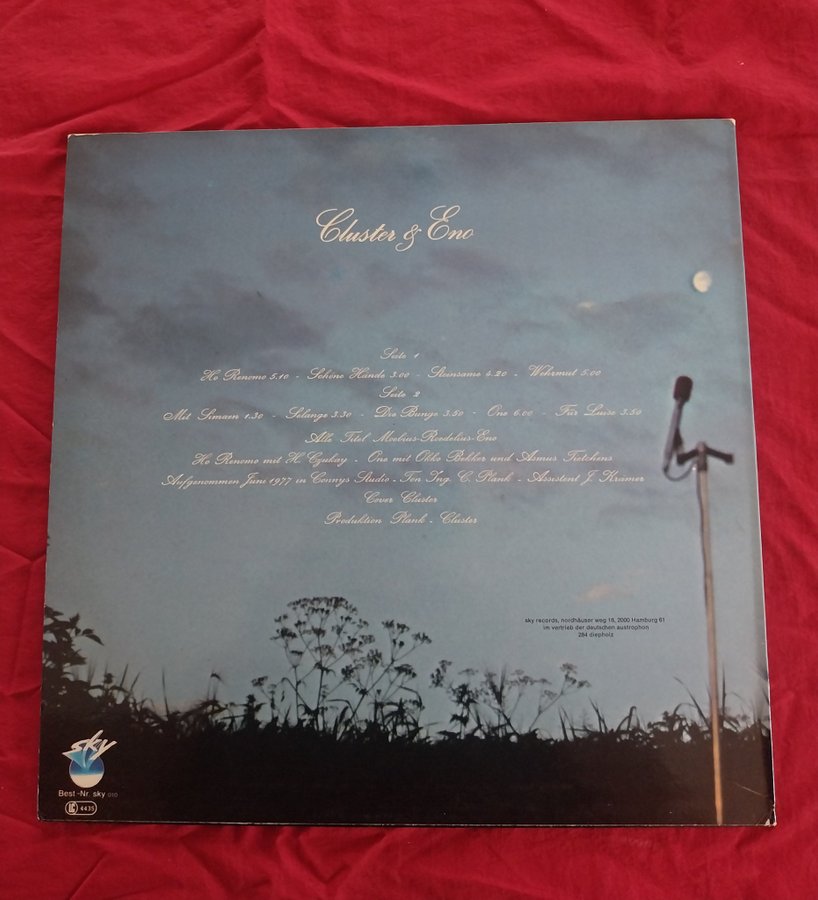 Cluster & Eno
Seite 1
Ho Renomo 5.10 - Schöne Hände 3.00 - Steinsame 4.20 - Wehrmut 5.00
Seite 2
Mit Simaen 1.30 - Selange 3.30 - Die Bunge 3.50 - One 6.00 - Für Luise 3.50
Alle Titel Moebius-Roedelius-Eno
Ho Renomo mit H. Czukay - One mit Okko Bekker und Asmus Tietchens
Aufgenommen Juni 1977 in Connys Studio - Ton Ing. C. Plank - Assistent J. Kramer
Cover Cluster
Produktion Plank - Cluster
sky records, nordhäuser weg 18, 2000 Hamburg 61
im vertrieb der deutschen austrophon
284 diepholz
sky
Best.-Nr. sky 010
LC 4435